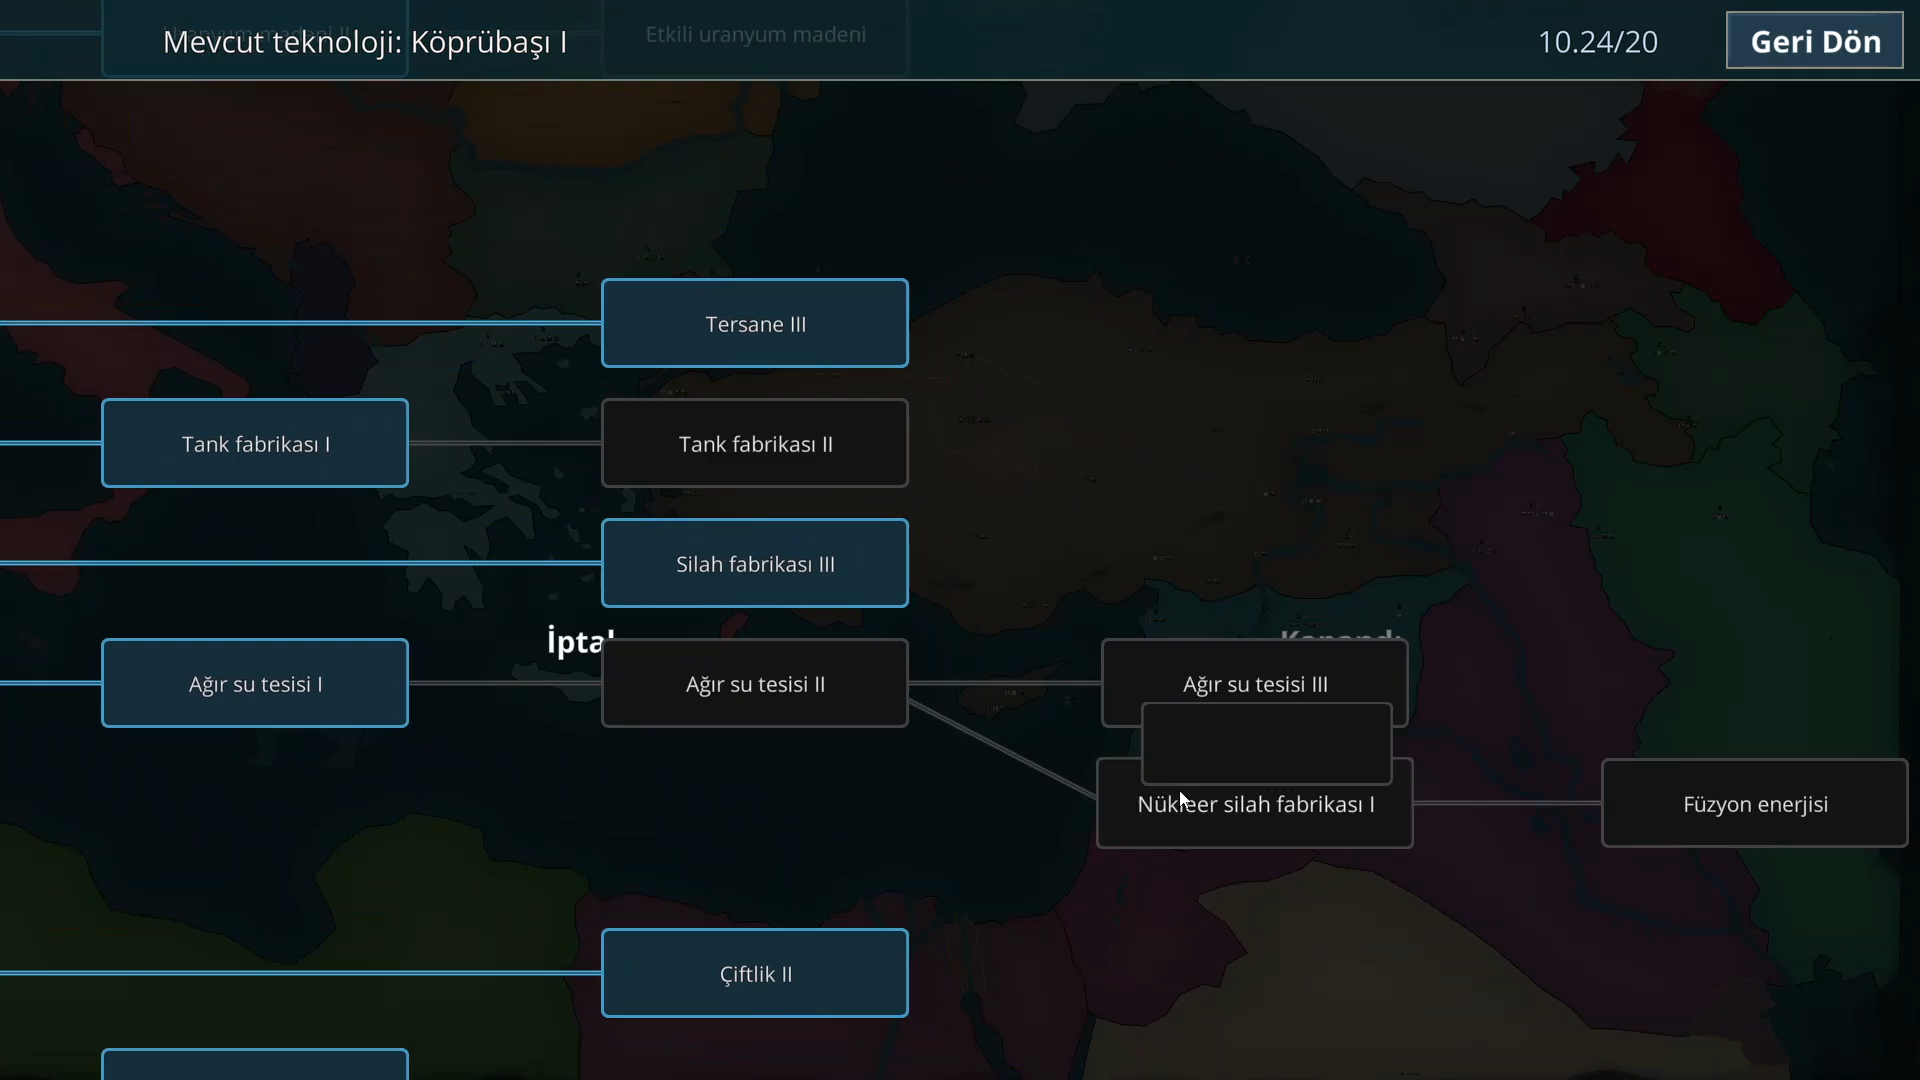 Etkili uranyum madeni
Mevcut teknoloji: Köprübaşı I
10.24/20
Geri Dön
Tersane III
Tank fabrikası I
Tank fabrikası II
Silah fabrikası III
Ağır su tesisi I
Ağır su tesisi II
Ağır su tesisi III
Nükleer silah fabrikası I
Füzyon enerjisi
Çiftlik II